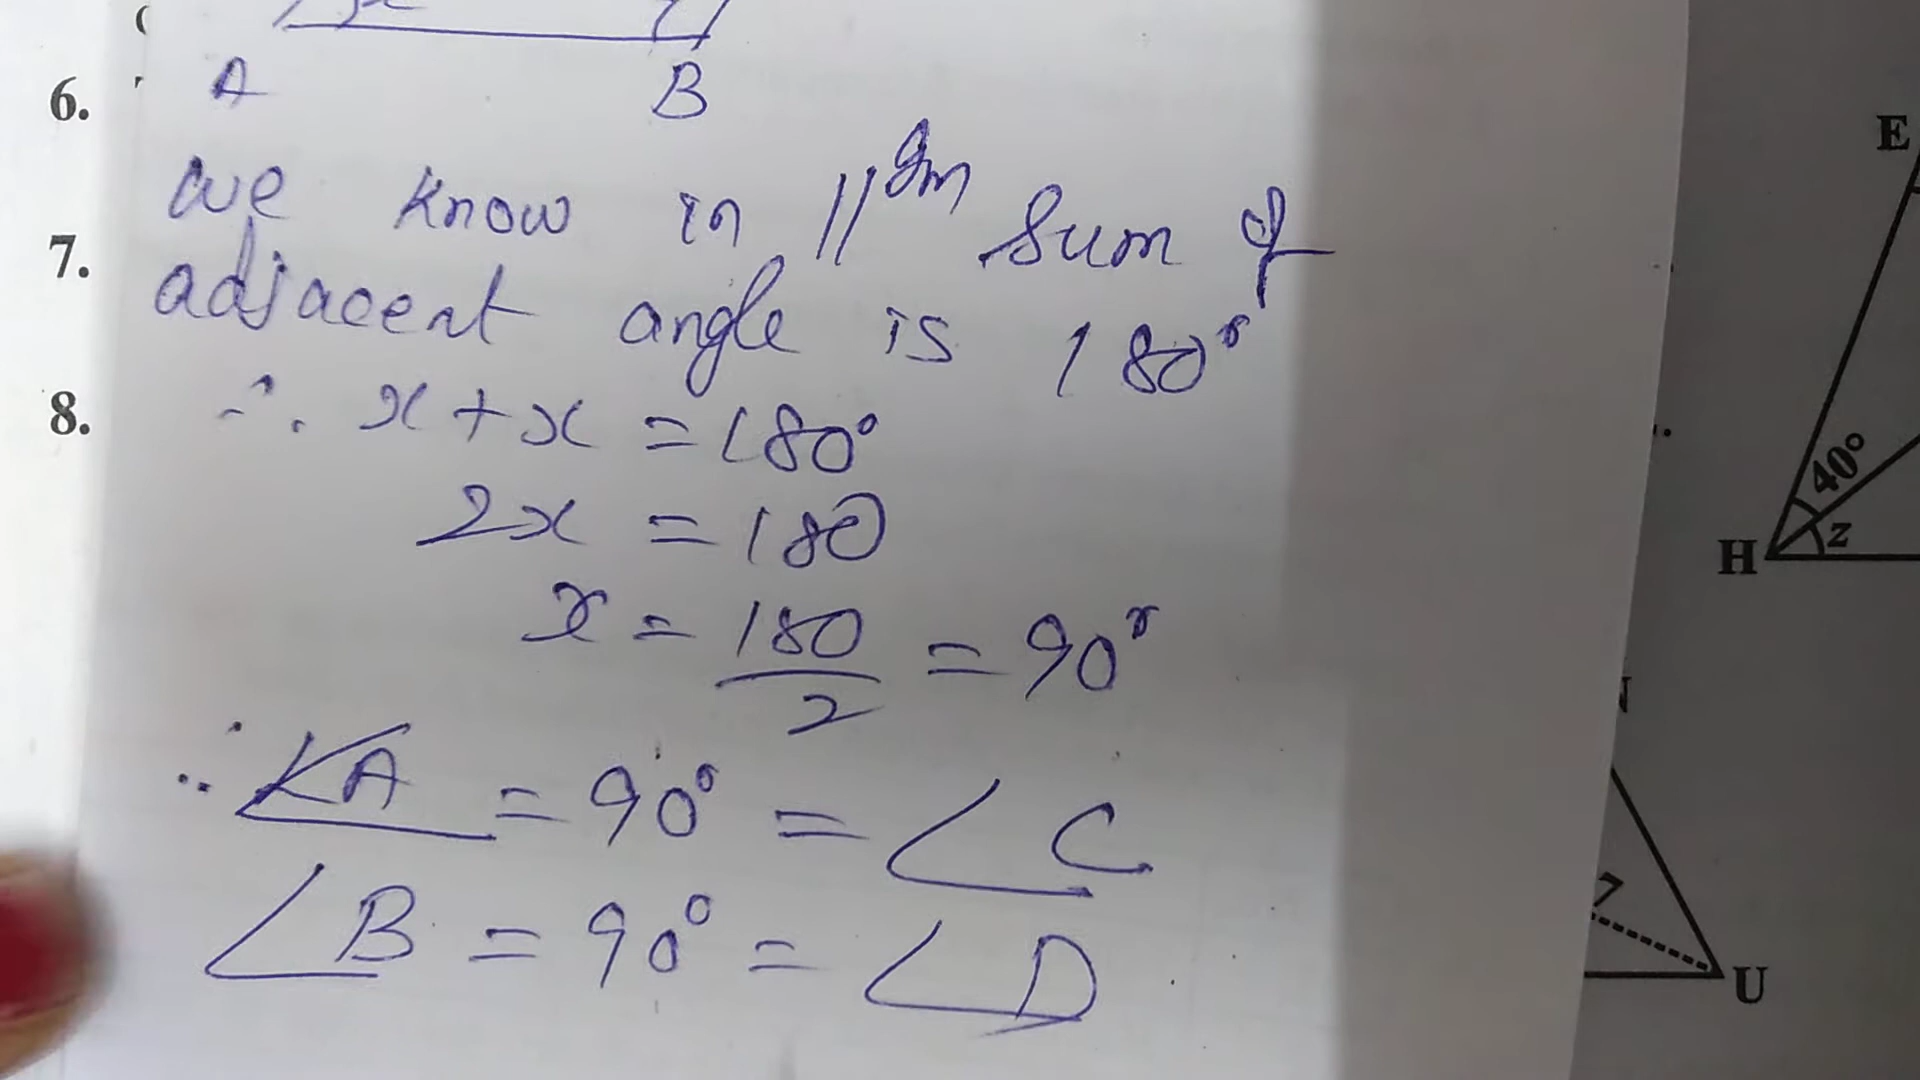 A B
6.
we know in ||gm sum of
7.
adjacent angle is 180°
8.
∴ x + x = 180°
2x = 180
x = 180/2 = 90°
∴ ∠A = 90° = ∠C
∠B = 90° = ∠D
E
40°
H z
U